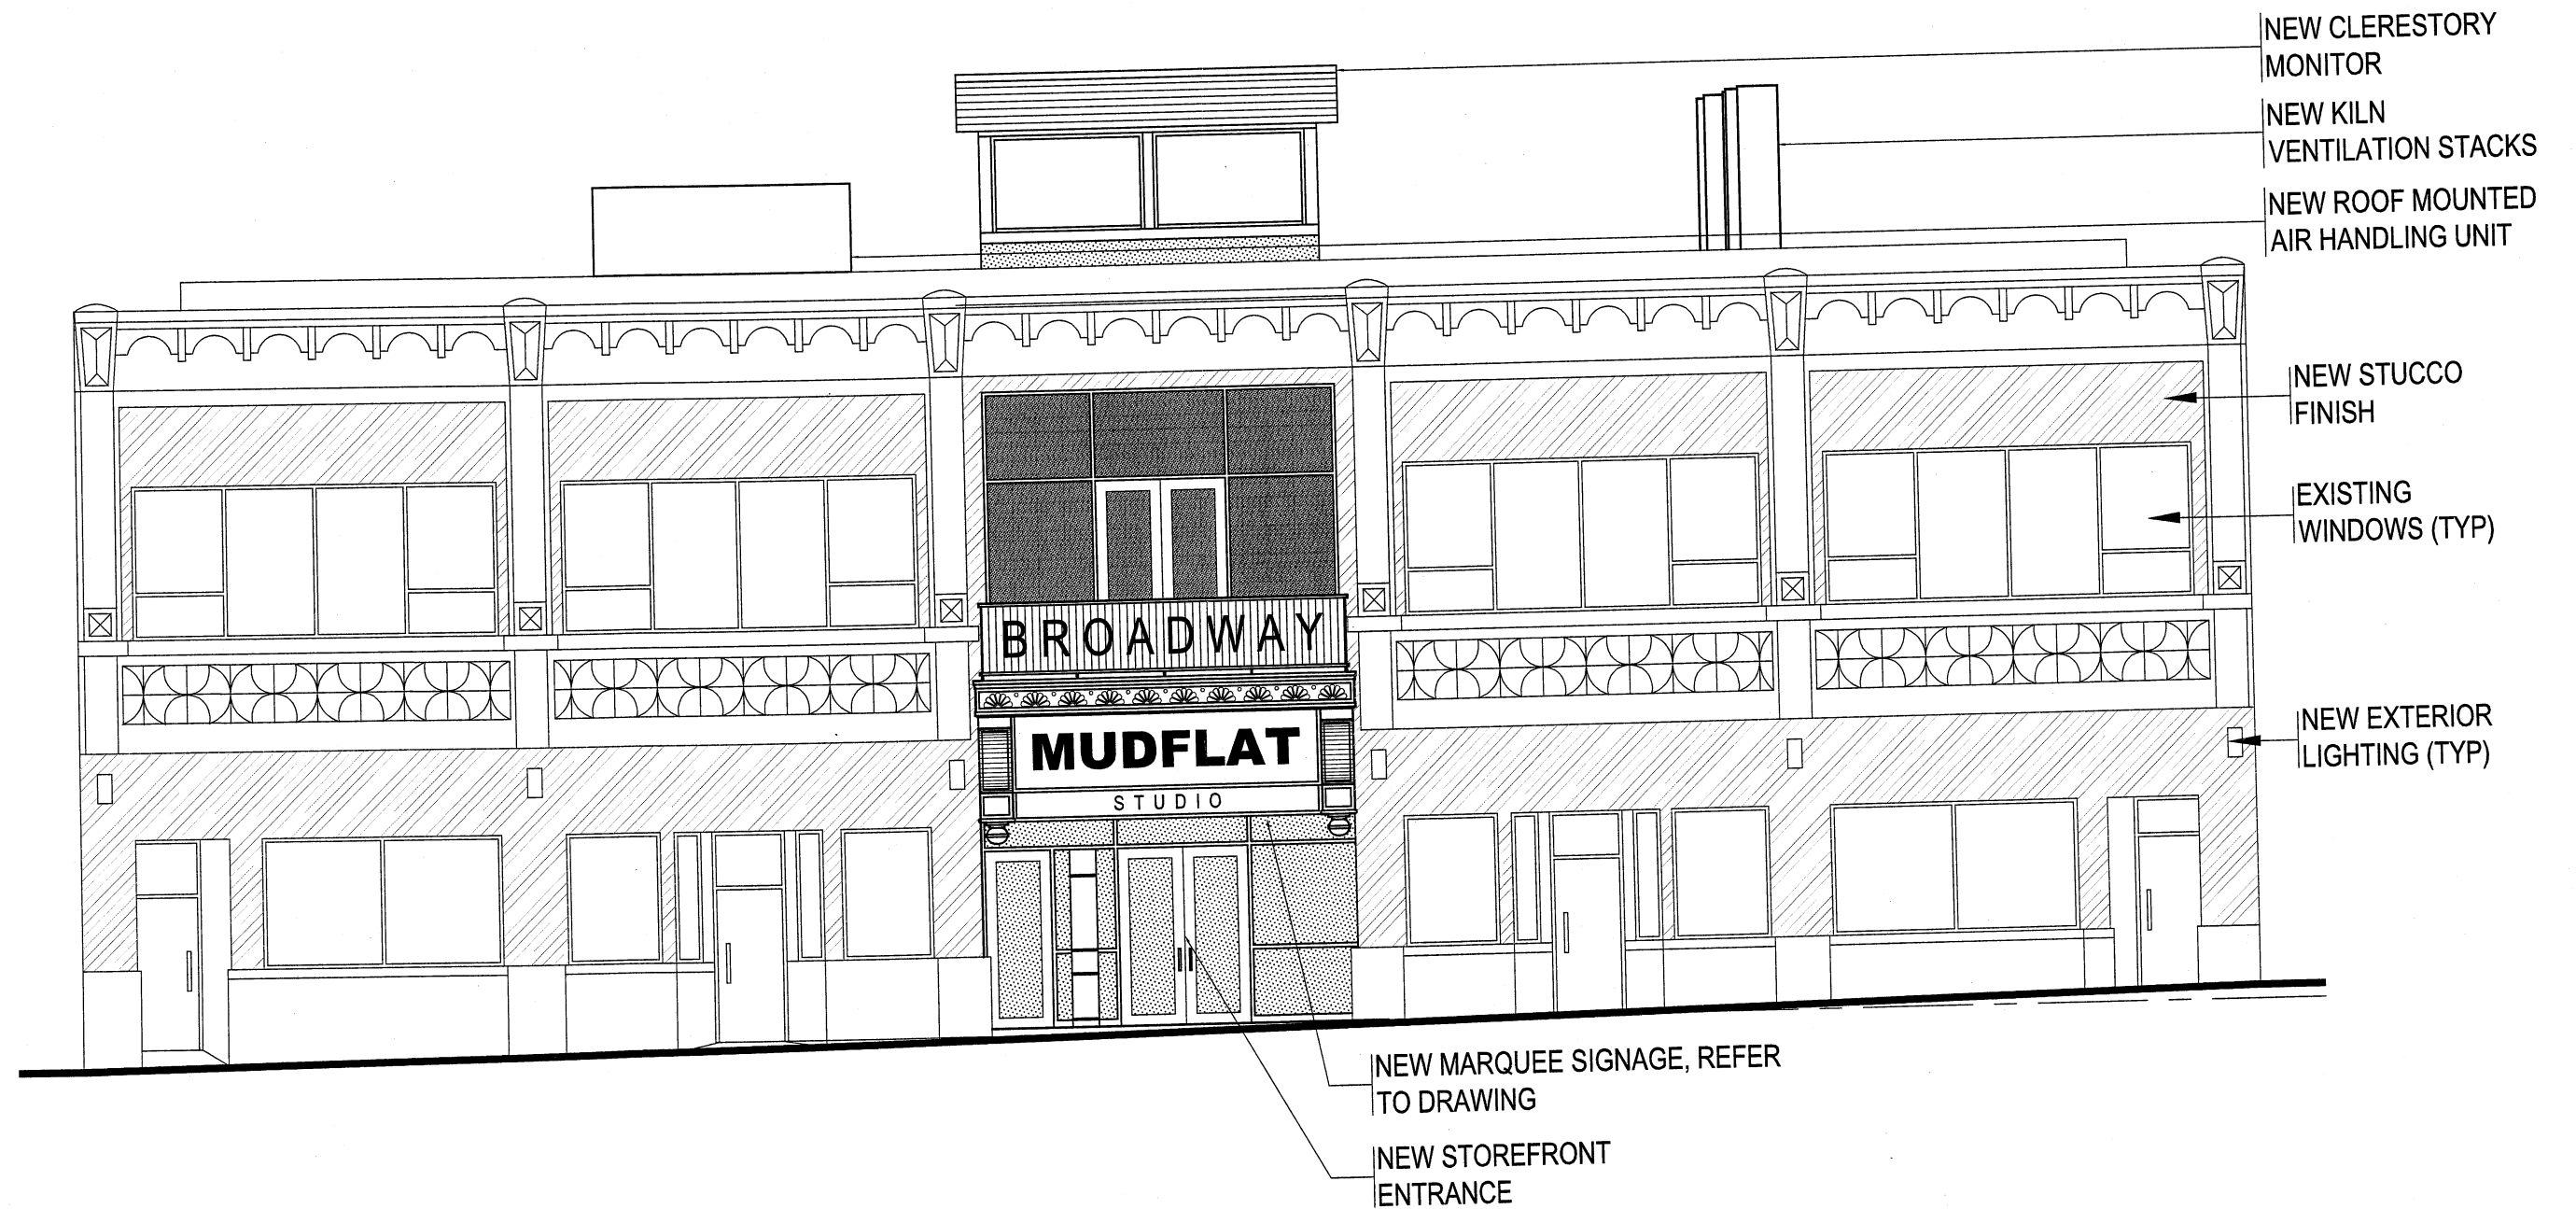 NEW CLERESTORY
MONITOR
NEW KILN
VENTILATION STACKS
NEW ROOF MOUNTED
AIR HANDLING UNIT
NEW STUCCO
FINISH
EXISTING
WINDOWS (TYP)
BROADWAY
MUDFLAT
STUDIO
NEW EXTERIOR
LIGHTING (TYP)
NEW MARQUEE SIGNAGE, REFER
TO DRAWING
NEW STOREFRONT
ENTRANCE